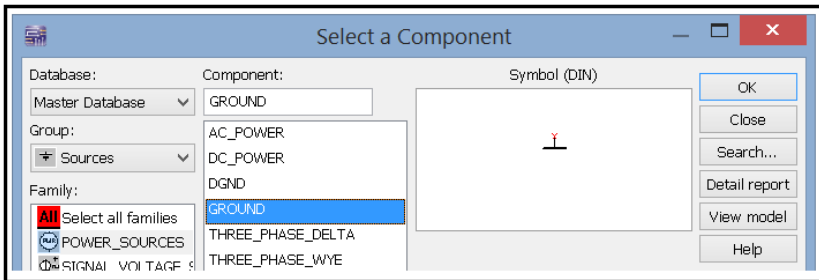 Select a Component
Database:
Master Database
Group:
Sources
Family:
All Select all families
POWER_SOURCES
SIGNAL_VOLTAGE_S
Component:
GROUND
AC_POWER
DC_POWER
DGND
GROUND
THREE_PHASE_DELTA
THREE_PHASE_WYE
Symbol (DIN)
OK
Close
Search...
Detail report
View model
Help